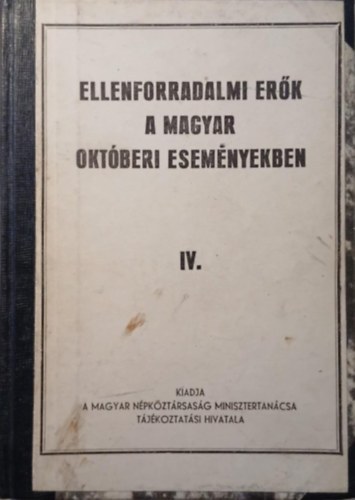 ELLENFORRADALMI ERŐK
A MAGYAR
OKTÓBERI ESEMÉNYEKBEN
IV.
KIADJA
A MAGYAR NÉPKÖZTÁRSASÁG MINISZTERTANÁCSA
TÁJÉKOZTATÁSI HIVATALA